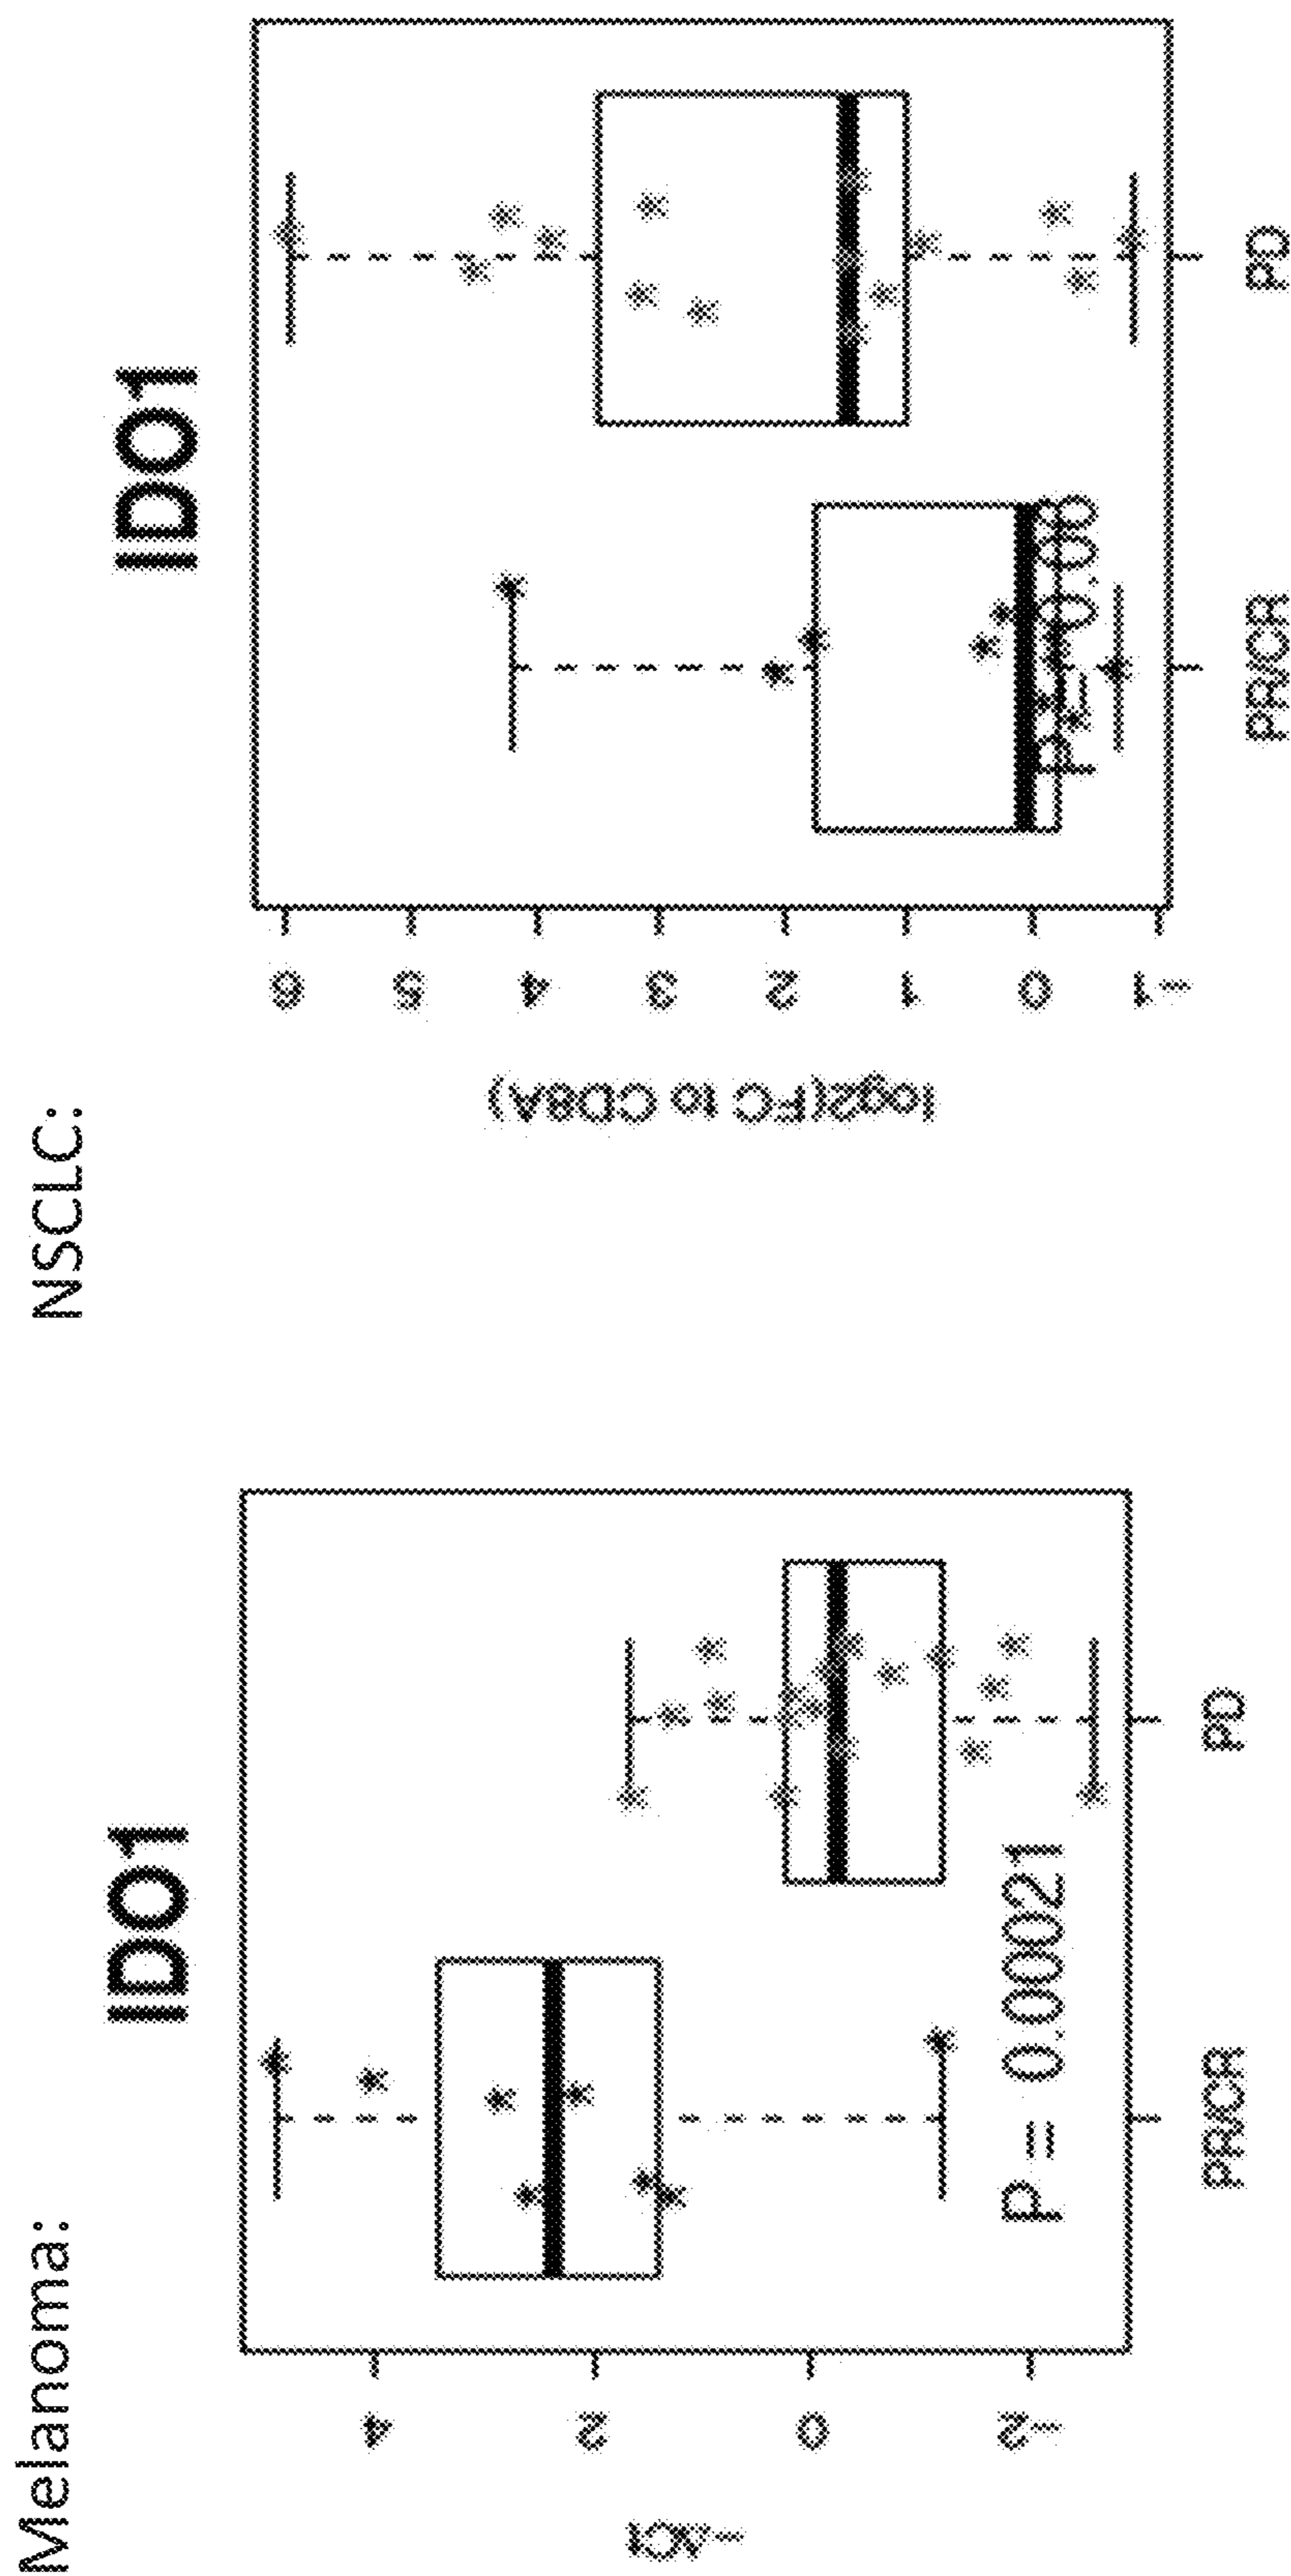 Melanoma:
IDO1
4
2
0
−2
−ΔCt
P = 0.00021
PR/CR
PD
NSCLC:
IDO1
6
5
4
3
2
1
0
−1
log2(FC to CD8A)
P = 0.08
PR/CR
PD